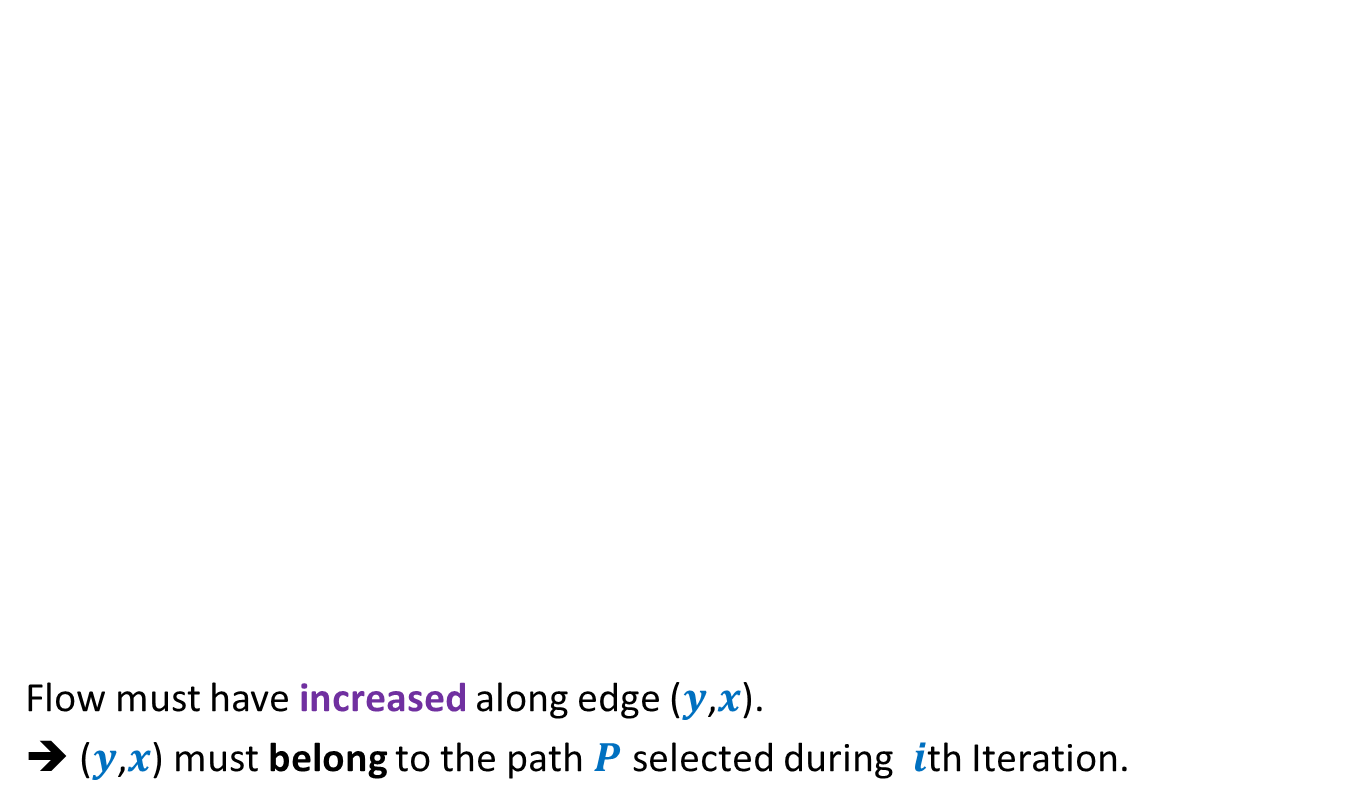 Flow must have increased along edge (y,x).
➔ (y,x) must belong to the path P selected during ith Iteration.